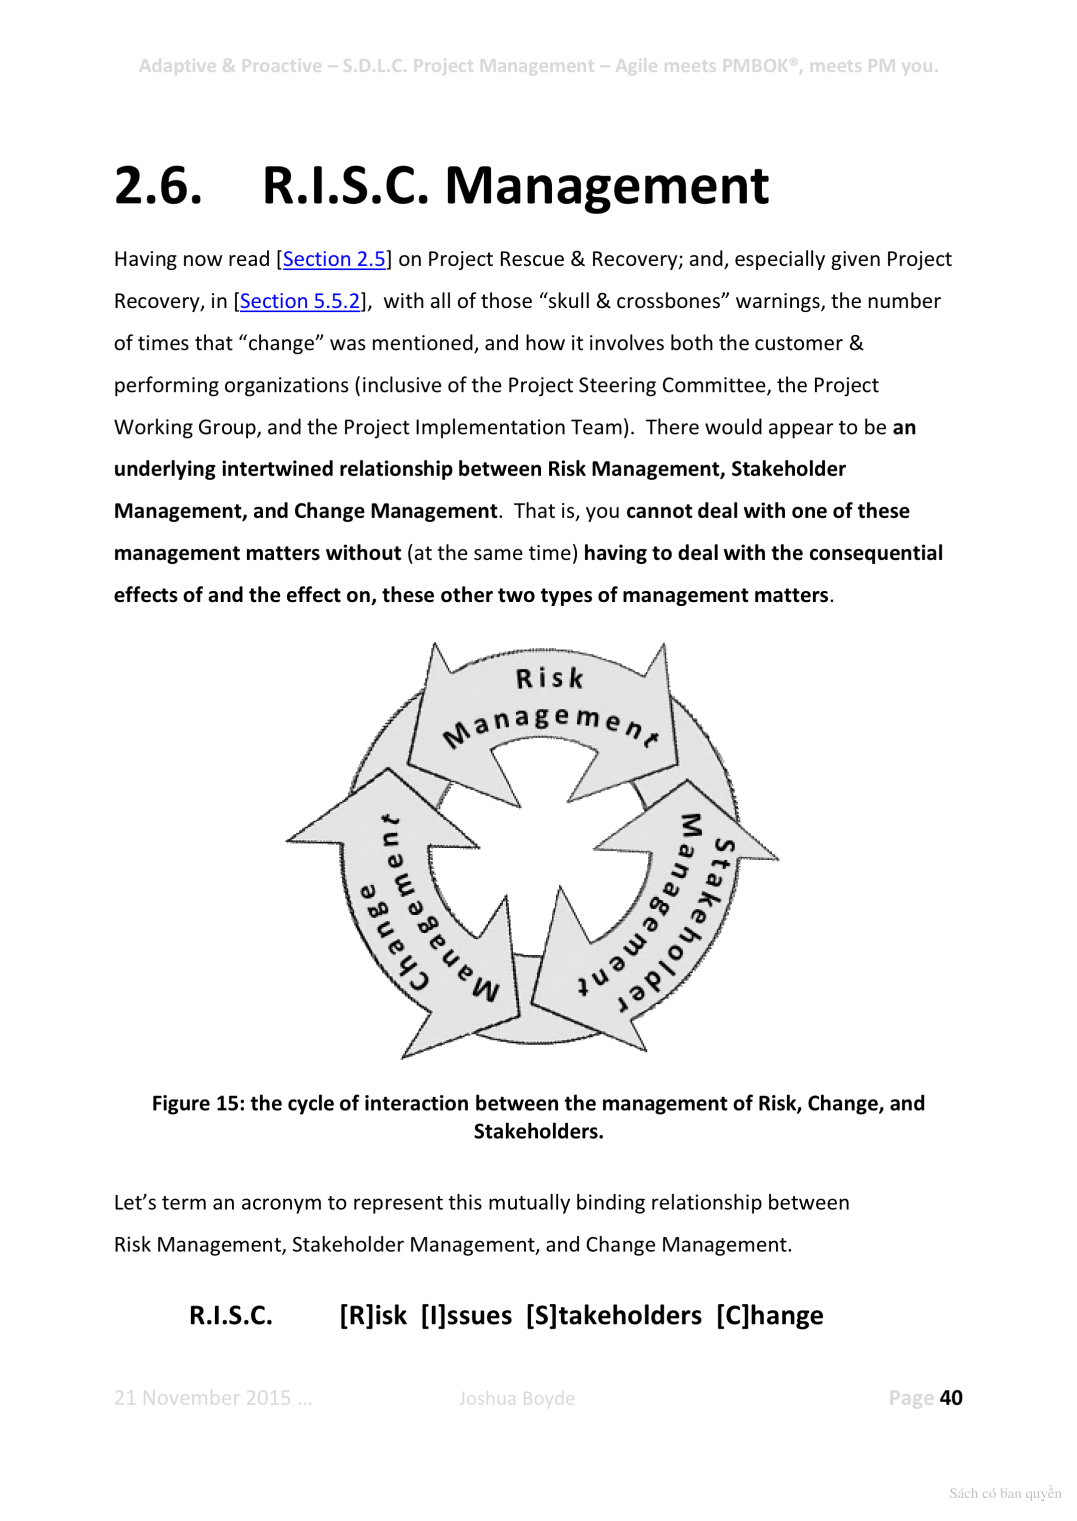 Adaptive & Proactive – S.D.L.C. Project Management – Agile meets PMBOK®, meets PM you.
2.6. R.I.S.C. Management
Having now read [Section 2.5] on Project Rescue & Recovery; and, especially given Project
Recovery, in [Section 5.5.2], with all of those “skull & crossbones” warnings, the number
of times that “change” was mentioned, and how it involves both the customer &
performing organizations (inclusive of the Project Steering Committee, the Project
Working Group, and the Project Implementation Team). There would appear to be an
underlying intertwined relationship between Risk Management, Stakeholder
Management, and Change Management. That is, you cannot deal with one of these
management matters without (at the same time) having to deal with the consequential
effects of and the effect on, these other two types of management matters.
Risk
Management
Change
Management
Stakeholder
Management
Figure 15: the cycle of interaction between the management of Risk, Change, and
Stakeholders.
Let’s term an acronym to represent this mutually binding relationship between
Risk Management, Stakeholder Management, and Change Management.
R.I.S.C. [R]isk [I]ssues [S]takeholders [C]hange
21 November 2015 … Joshua Boyde Page 40
Sách có bản quyền